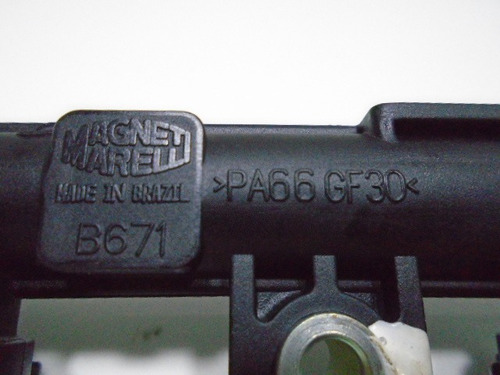 MAGNETI
MARELLI
MADE IN BRAZIL
B671
>PA66 GF30<